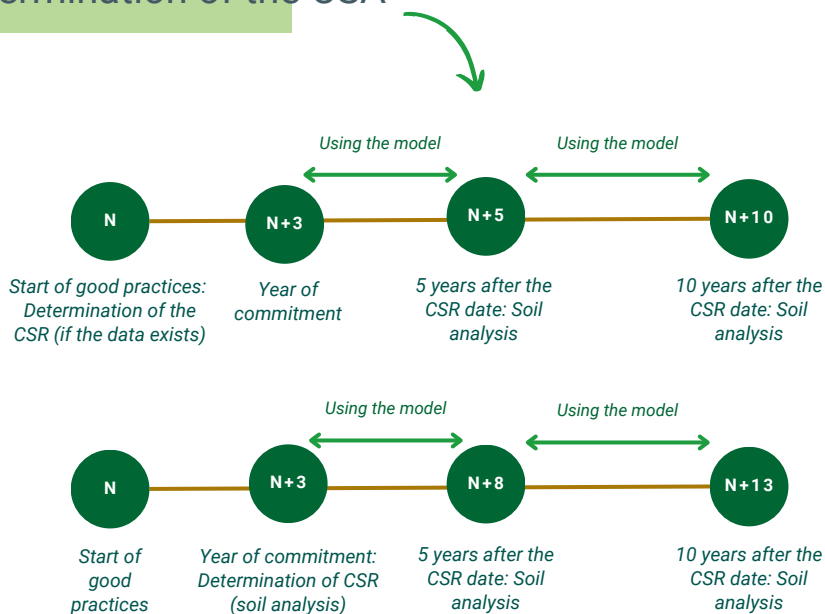 ermination of the CSA
Using the model
Using the model
N
N+3
N+5
N+10
Start of good practices:
Determination of the
CSR (if the data exists)
Year of
commitment
5 years after the
CSR date: Soil
analysis
10 years after the
CSR date: Soil
analysis
Using the model
Using the model
N
N+3
N+8
N+13
Start of
good
practices
Year of commitment:
Determination of CSR
(soil analysis)
5 years after the
CSR date: Soil
analysis
10 years after the
CSR date: Soil
analysis